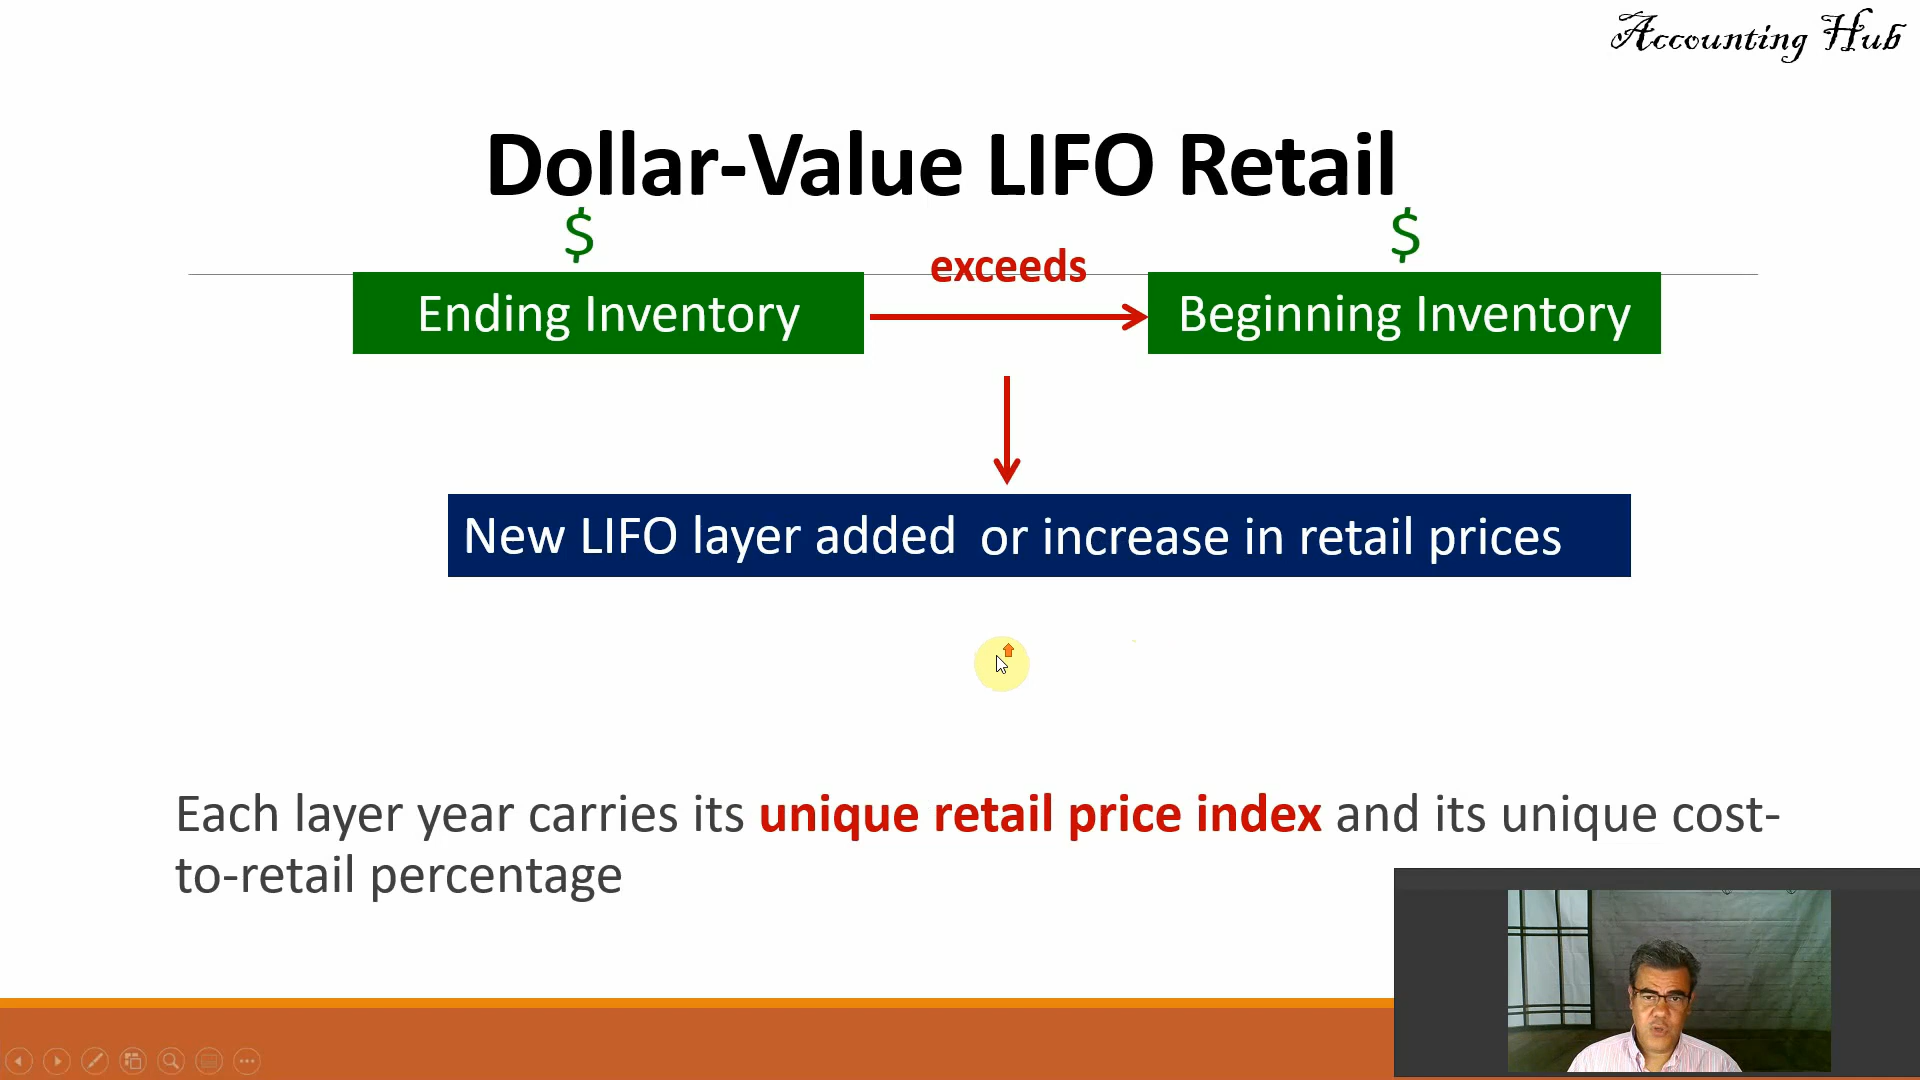 Accounting Hub
Dollar-Value LIFO Retail
$ $
exceeds
Ending Inventory
Beginning Inventory
New LIFO layer added or increase in retail prices
Each layer year carries its unique retail price index and its unique cost-
to-retail percentage